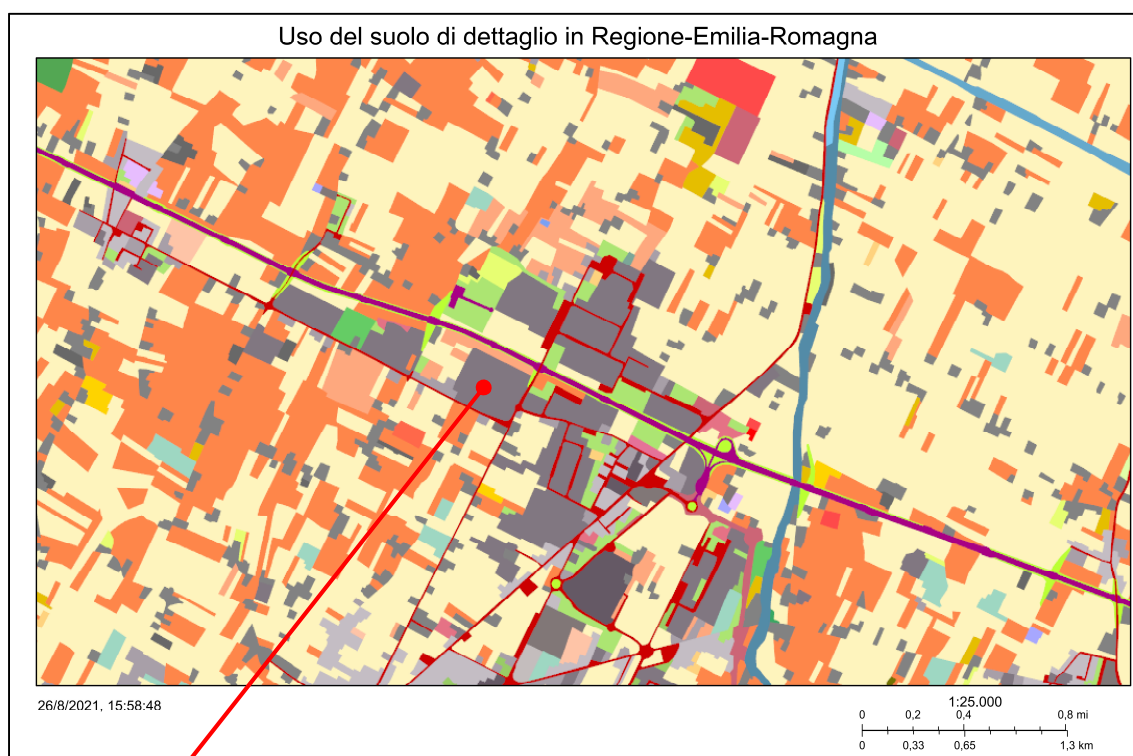 Uso del suolo di dettaglio in Regione-Emilia-Romagna
26/8/2021, 15:58:48
1:25.000
0 0,2 0,4 0,8 mi
0 0,33 0,65 1,3 km